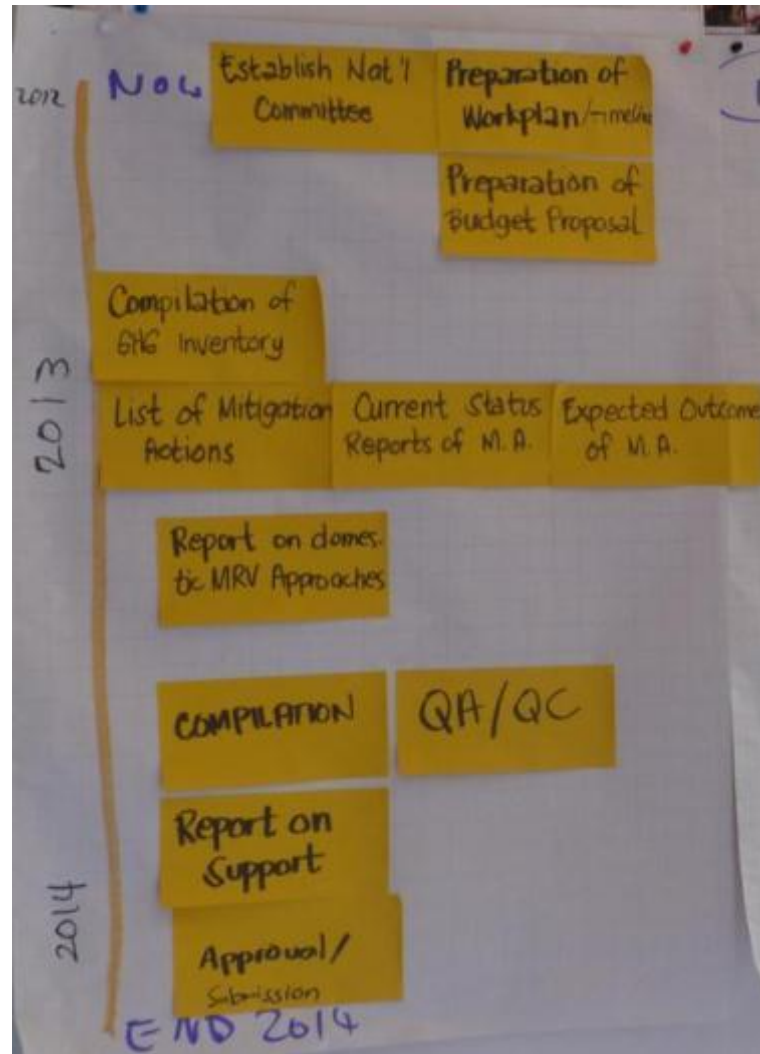 2012
NOV
Establish Nat'l
Committee
Preparation of
Workplan/Timeline
Preparation of
Budget Proposal
Compilation of
GHG Inventory
2013
List of Mitigation
Actions
Current Status
Reports of M.A.
Expected Outcome
of M.A.
Report on domes-
tic MRV Approaches
COMPILATION
QA/QC
Report on
Support
2014
Approval/
Submission
END 2014